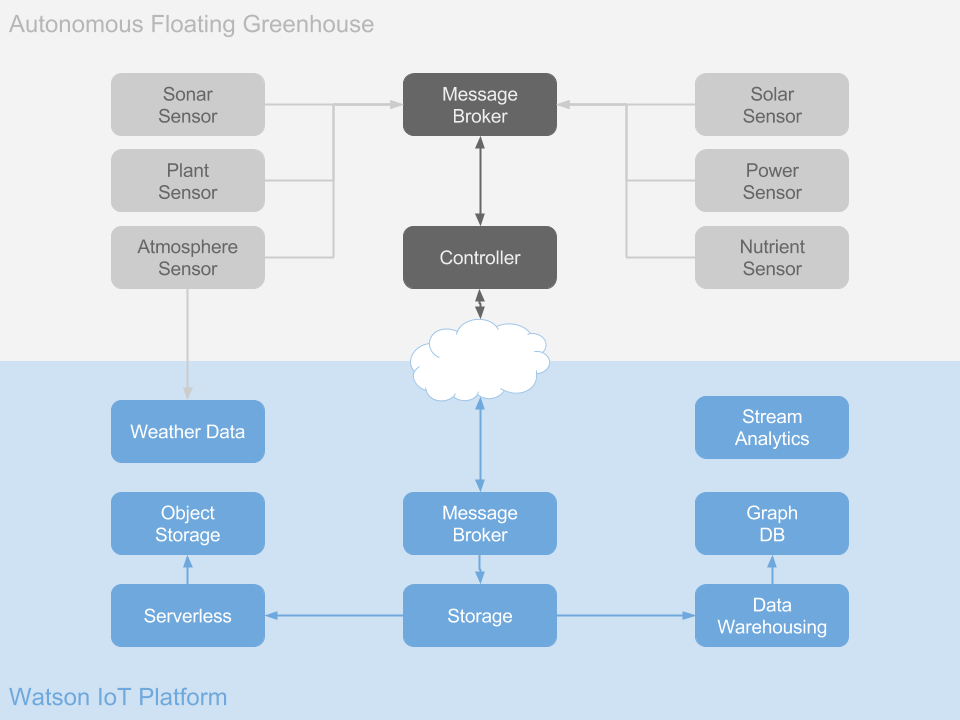 Autonomous Floating Greenhouse
Sonar
Sensor
Message
Broker
Solar
Sensor
Plant
Sensor
Power
Sensor
Atmosphere
Sensor
Controller
Nutrient
Sensor
Weather Data
Stream
Analytics
Object
Storage
Message
Broker
Graph
DB
Serverless
Storage
Data
Warehousing
Watson IoT Platform